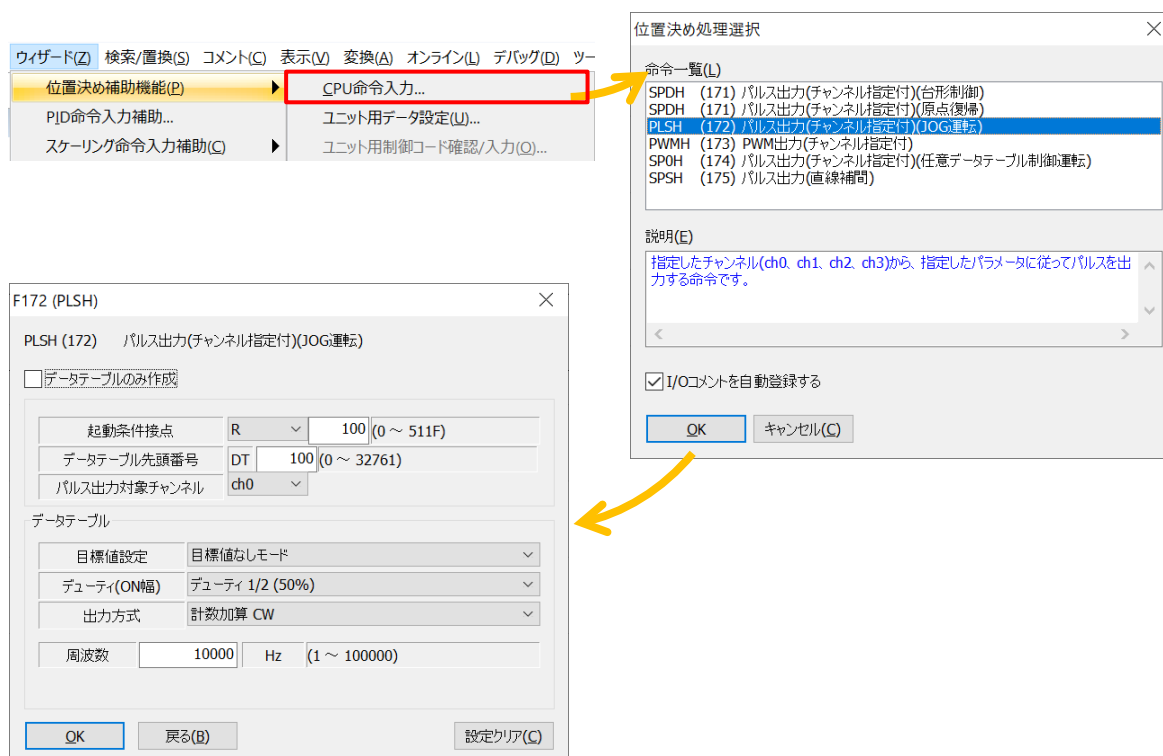 ウィザード(Z) 検索/置換(S) コメント(C) 表示(V) 変換(A) オンライン(L) デバッグ(D) ツー
位置決め補助機能(P)
CPU命令入力...
PID命令入力補助...
ユニット用データ設定(U)...
スケーリング命令入力補助(C)
ユニット用制御コード確認/入力(O)...
位置決め処理選択
命令一覧(L)
SPDH (171) パルス出力(チャンネル指定付)(台形制御)
SPDH (171) パルス出力(チャンネル指定付)(原点復帰)
PLSH (172) パルス出力(チャンネル指定付)(JOG運転)
PWMH (173) PWM出力(チャンネル指定付)
SP0H (174) パルス出力(チャンネル指定付)(任意データテーブル制御運転)
SPSH (175) パルス出力(直線補間)
説明(E)
指定したチャンネル(ch0、ch1、ch2、ch3)から、指定したパラメータに従ってパルスを出
力する命令です。
I/Oコメントを自動登録する
OK キャンセル(C)
F172 (PLSH)
PLSH (172) パルス出力(チャンネル指定付)(JOG運転)
データテーブルのみ作成
起動条件接点 R 100 (0 ～ 511F)
データテーブル先頭番号 DT 100 (0 ～ 32761)
パルス出力対象チャンネル ch0
データテーブル
目標値設定 目標値なしモード
デューティ(ON幅) デューティ 1/2 (50%)
出力方式 計数加算 CW
周波数 10000 Hz (1 ～ 100000)
OK 戻る(B) 設定クリア(C)